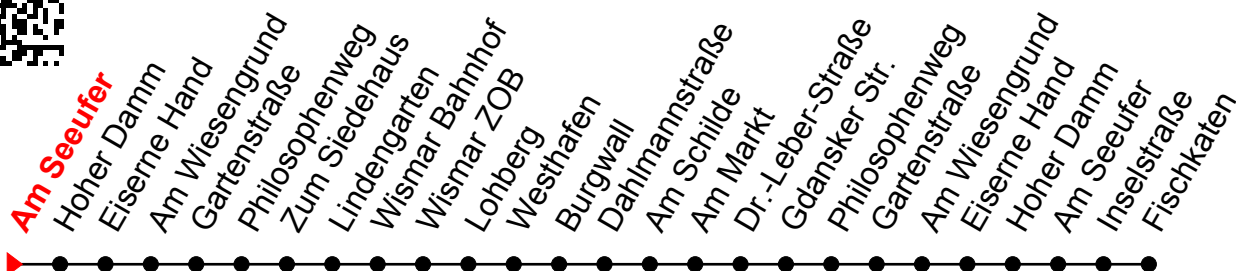 Am Seeufer
Hoher Damm
Eiserne Hand
Am Wiesengrund
Gartenstraße
Philosophenweg
Zum Siedehaus
Lindengarten
Wismar Bahnhof
Wismar ZOB
Lohberg
Westhafen
Burgwall
Dahlmannstraße
Am Schilde
Am Markt
Dr.-Leber-Straße
Gdansker Str.
Philosophenweg
Gartenstraße
Am Wiesengrund
Eiserne Hand
Hoher Damm
Am Seeufer
Inselstraße
Fischkaten